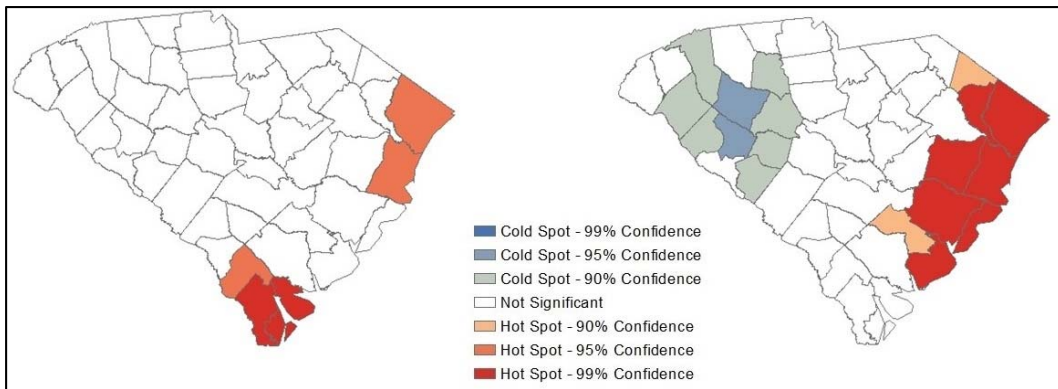 Cold Spot - 99% Confidence
Cold Spot - 95% Confidence
Cold Spot - 90% Confidence
Not Significant
Hot Spot - 90% Confidence
Hot Spot - 95% Confidence
Hot Spot - 99% Confidence